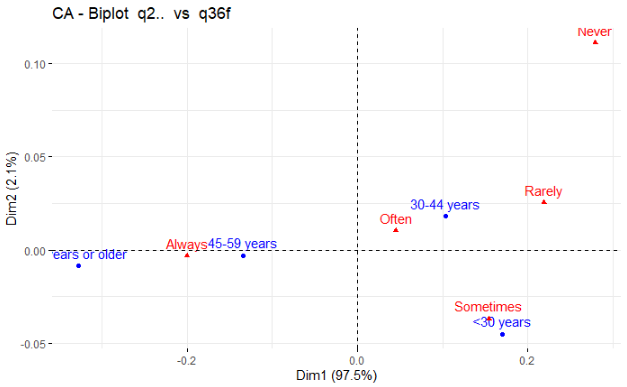 CA - Biplot q2.. vs q36f
Never
0.10
0.05
Rarely
30-44 years
Often
Always
45-59 years
0.00
ears or older
Sometimes
<30 years
-0.05
-0.2
0.0
0.2
Dim1 (97.5%)
Dim2 (2.1%)